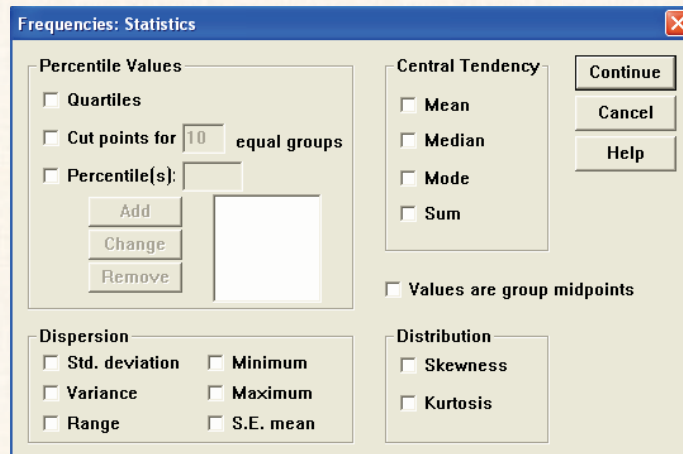 Frequencies: Statistics
Percentile Values
Quartiles
Cut points for 10 equal groups
Percentile(s):
Add
Change
Remove
Central Tendency
Mean
Median
Mode
Sum
Continue
Cancel
Help
Values are group midpoints
Dispersion
Std. deviation
Minimum
Variance
Maximum
Range
S.E. mean
Distribution
Skewness
Kurtosis